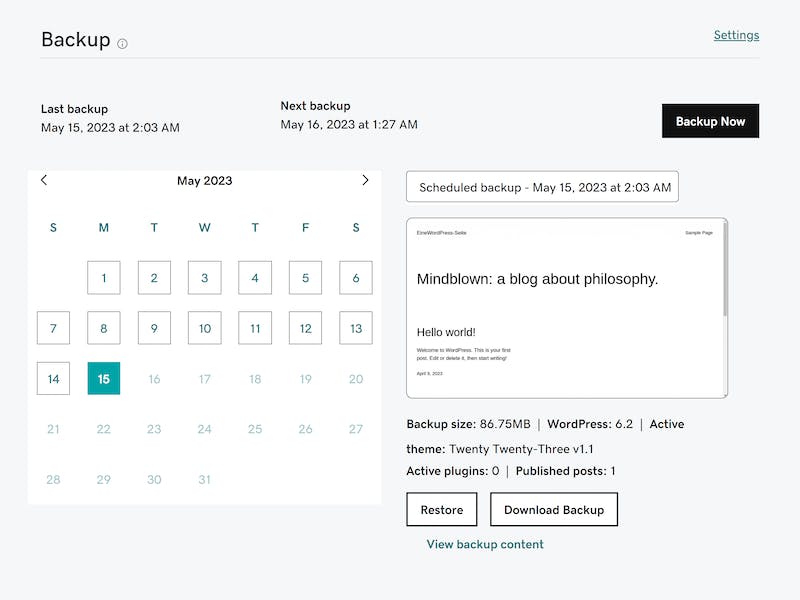 Backup
Settings
Last backup
May 15, 2023 at 2:03 AM
Next backup
May 16, 2023 at 1:27 AM
Backup Now
May 2023
S M T W T F S
1 2 3 4 5 6
7 8 9 10 11 12 13
14 15 16 17 18 19 20
21 22 23 24 25 26 27
28 29 30 31
Scheduled backup - May 15, 2023 at 2:03 AM
EineWordPress-Seite
Sample Page
Mindblown: a blog about philosophy.
Hello world!
Welcome to WordPress. This is your first
post. Edit or delete it, then start writing!
April 9, 2023
Backup size: 86.75MB | WordPress: 6.2 | Active
theme: Twenty Twenty-Three v1.1
Active plugins: 0 | Published posts: 1
Restore
Download Backup
View backup content